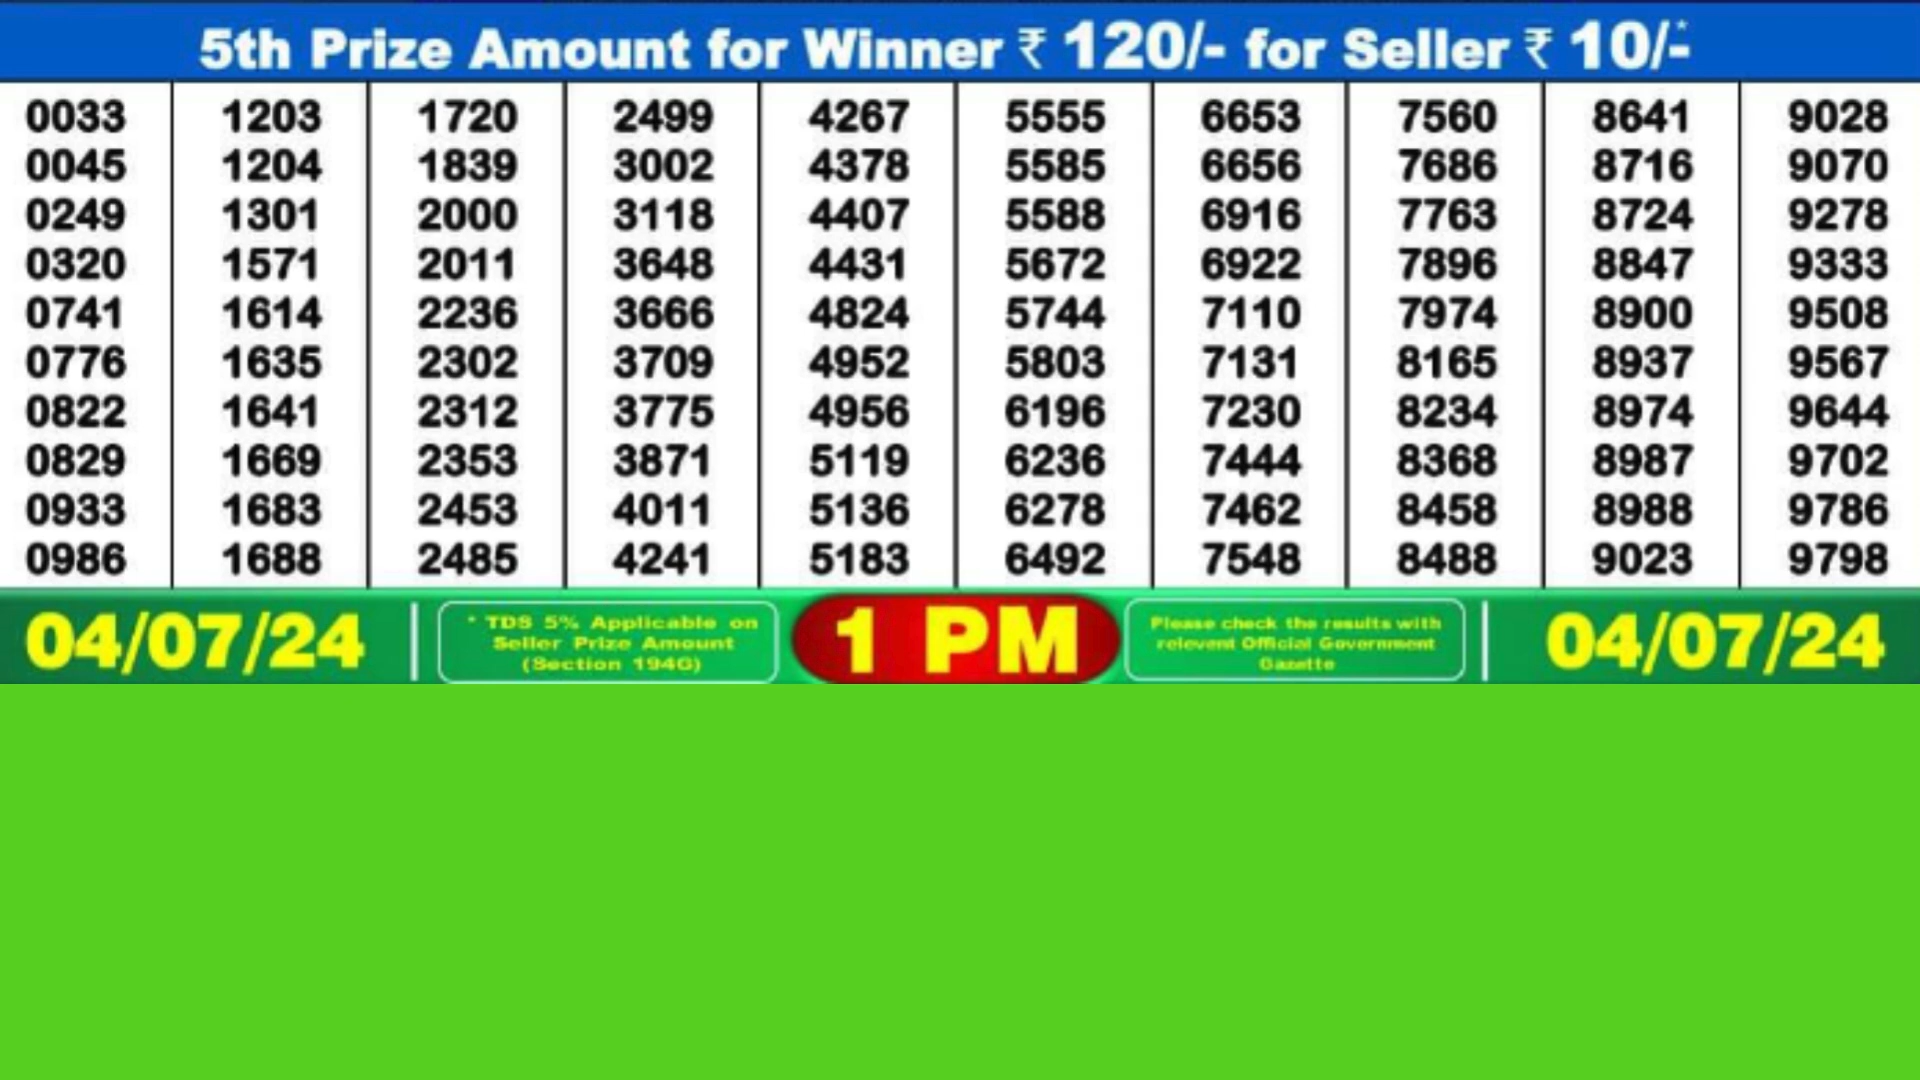 5th Prize Amount for Winner ₹ 120/- for Seller ₹ 10/-*
0033 1203 1720 2499 4267 5555 6653 7560 8641 9028
0045 1204 1839 3002 4378 5585 6656 7686 8716 9070
0249 1301 2000 3118 4407 5588 6916 7763 8724 9278
0320 1571 2011 3648 4431 5672 6922 7896 8847 9333
0741 1614 2236 3666 4824 5744 7110 7974 8900 9508
0776 1635 2302 3709 4952 5803 7131 8165 8937 9567
0822 1641 2312 3775 4956 6196 7230 8234 8974 9644
0829 1669 2353 3871 5119 6236 7444 8368 8987 9702
0933 1683 2453 4011 5136 6278 7462 8458 8988 9786
0986 1688 2485 4241 5183 6492 7548 8488 9023 9798
04/07/24
* TDS 5% Applicable on
Seller Prize Amount
(Section 194G)
1 PM
Please check the results with
relevent Official Government
Gazette
04/07/24